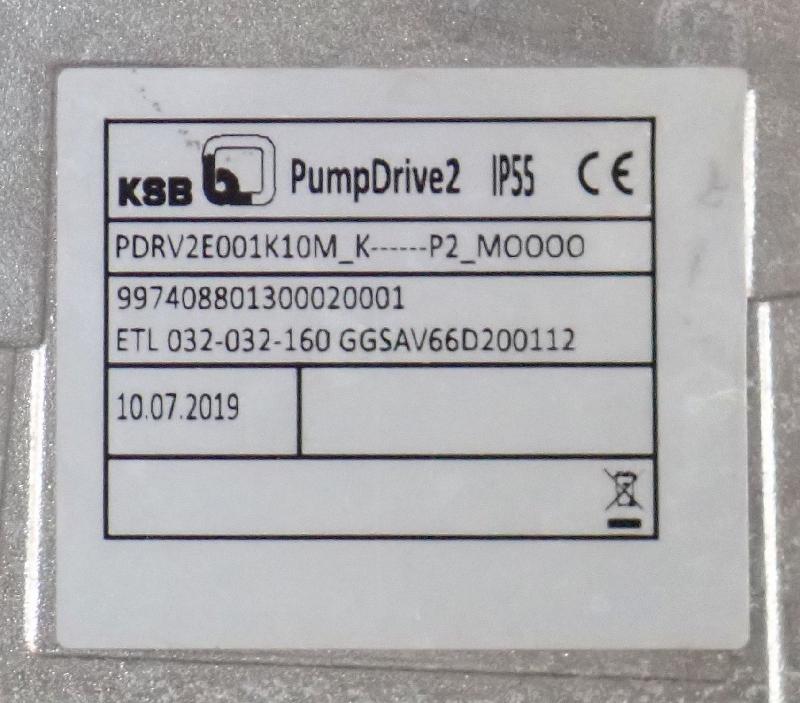 KSB PumpDrive2 IP55 CE
PDRV2E001K10M_K------P2_MOOOO
997408801300020001
ETL 032-032-160 GGSAV66D200112
10.07.2019